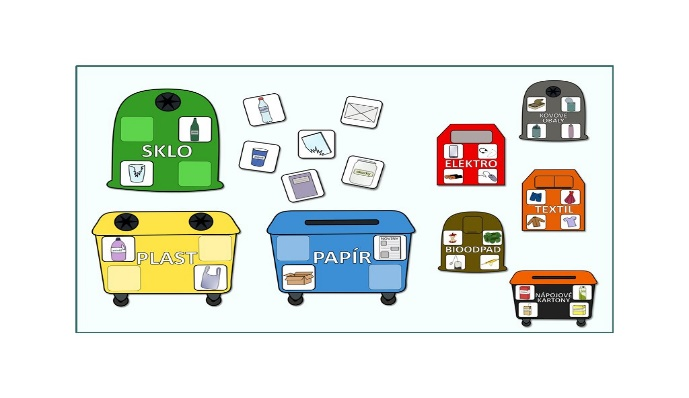 SKLO
PLAST
PAPÍR
ELEKTRO
KOVOVÉ
OBALY
TEXTIL
BIOODPAD
NÁPOJOVÉ
KARTONY